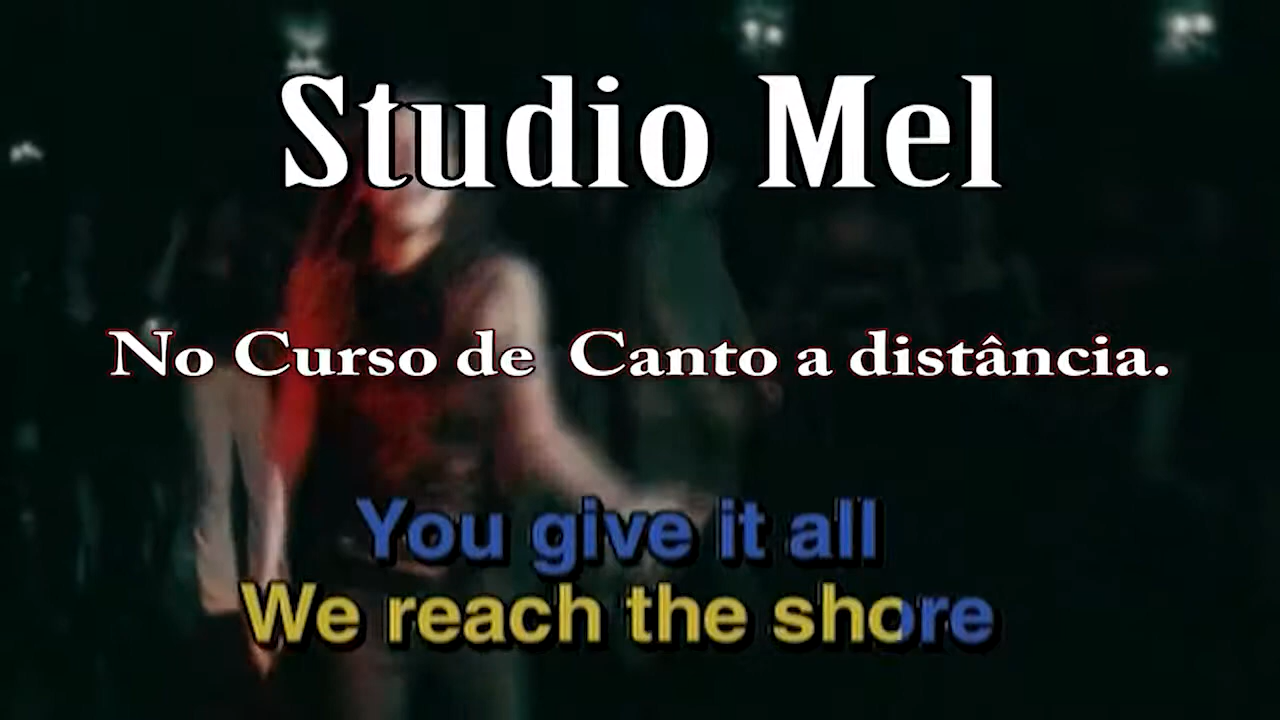 Studio Mel
No Curso de Canto a distância.
You give it all
We reach the shore